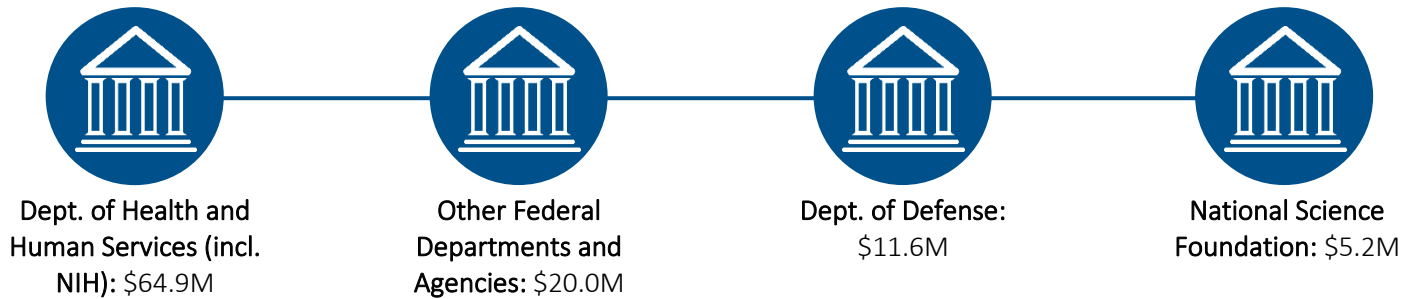 Dept. of Health and
Human Services (incl.
NIH): $64.9M
Other Federal
Departments and
Agencies: $20.0M
Dept. of Defense:
$11.6M
National Science
Foundation: $5.2M